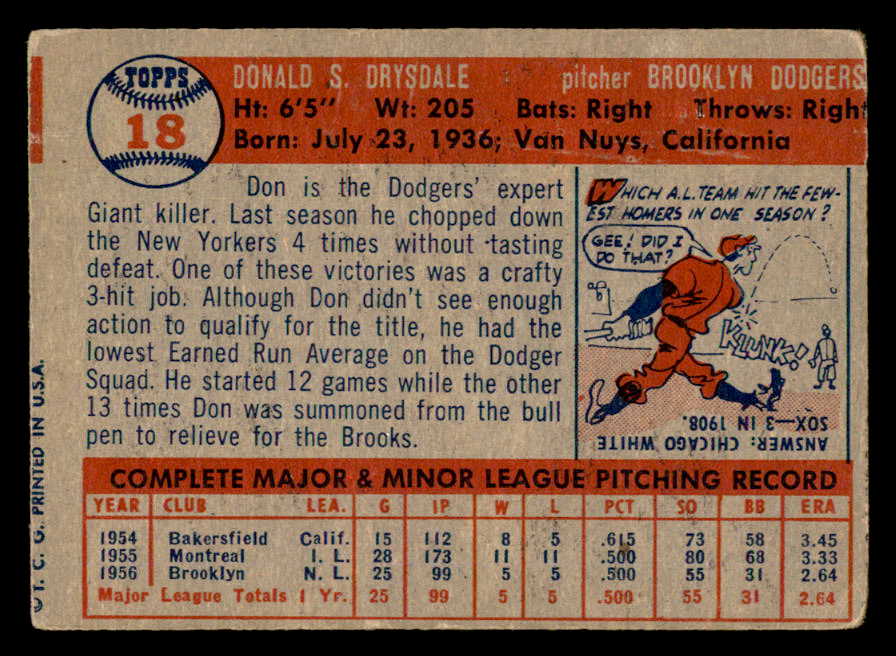 TOPPS
18
DONALD S. DRYSDALE pitcher BROOKLYN DODGERS
Ht: 6'5" Wt: 205 Bats: Right Throws: Right
Born: July 23, 1936; Van Nuys, California
Don is the Dodgers' expert
Giant killer. Last season he chopped down
the New Yorkers 4 times without tasting
defeat. One of these victories was a crafty
3-hit job. Although Don didn't see enough
action to qualify for the title, he had the
lowest Earned Run Average on the Dodger
Squad. He started 12 games while the other
13 times Don was summoned from the bull
pen to relieve for the Brooks.
WHICH A.L. TEAM HIT THE FEW-
EST HOMERS IN ONE SEASON?
GEE! DID I
DO THAT?
KLUNK!
ANSWER: CHICAGO WHITE
SOX—3 IN 1908.
COMPLETE MAJOR & MINOR LEAGUE PITCHING RECORD
YEAR CLUB LEA. G IP W L PCT SO BB ERA
1954 Bakersfield Calif. 15 112 8 5 .615 73 58 3.45
1955 Montreal I. L. 28 173 11 11 .500 80 68 3.33
1956 Brooklyn N. L. 25 99 5 5 .500 55 31 2.64
Major League Totals 1 Yr. 25 99 5 5 .500 55 31 2.64
© T. C. G. PRINTED IN U.S.A.